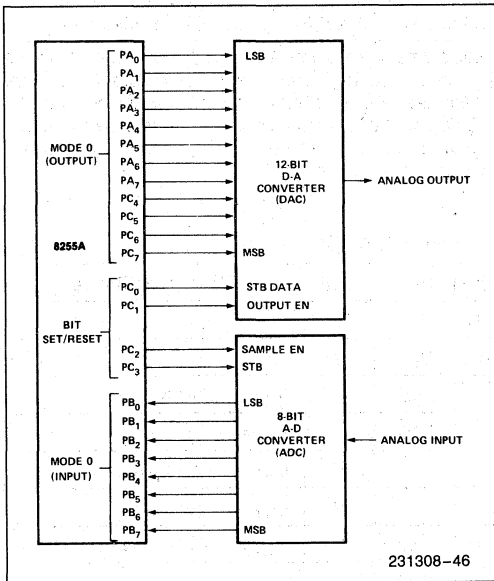 PA0
PA1
PA2
PA3
PA4
PA5
PA6
PA7
PC4
PC5
PC6
PC7
MODE 0
(OUTPUT)
8255A
LSB
12-BIT
D-A
CONVERTER
(DAC)
MSB
ANALOG OUTPUT
PC0
PC1
PC2
PC3
BIT
SET/RESET
STB DATA
OUTPUT EN
SAMPLE EN
STB
PB0
PB1
PB2
PB3
PB4
PB5
PB6
PB7
MODE 0
(INPUT)
LSB
8-BIT
A-D
CONVERTER
(ADC)
MSB
ANALOG INPUT
231308-46